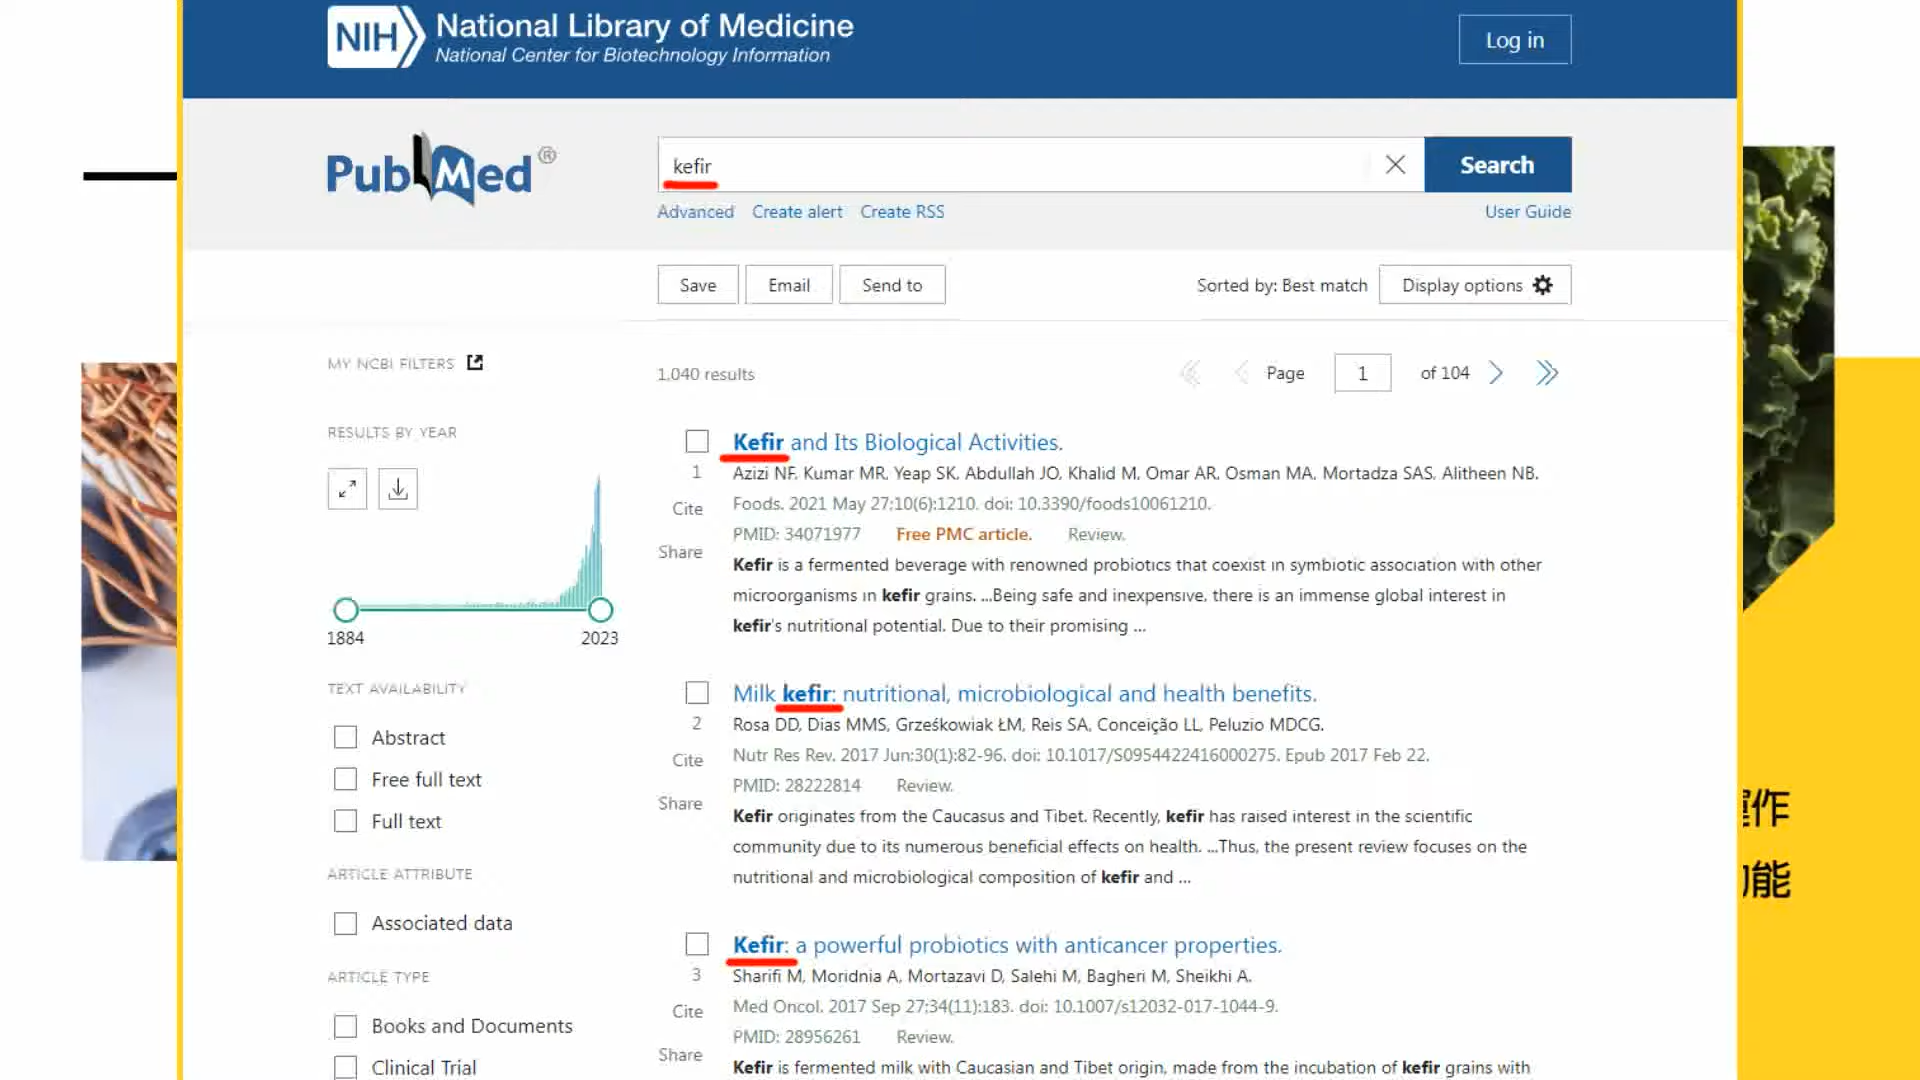 NIH National Library of Medicine
National Center for Biotechnology Information
Log in
PubMed®
kefir
Search
Advanced Create alert Create RSS
User Guide
Save Email Send to
Sorted by: Best match
Display options
MY NCBI FILTERS
1,040 results
Page 1 of 104
RESULTS BY YEAR
1884 2023
TEXT AVAILABILITY
Abstract
Free full text
Full text
ARTICLE ATTRIBUTE
Associated data
ARTICLE TYPE
Books and Documents
Clinical Trial
Kefir and Its Biological Activities.
1
Cite
Share
Azizi NF, Kumar MR, Yeap SK, Abdullah JO, Khalid M, Omar AR, Osman MA, Mortadza SAS, Alitheen NB.
Foods. 2021 May 27;10(6):1210. doi: 10.3390/foods10061210.
PMID: 34071977 Free PMC article. Review.
Kefir is a fermented beverage with renowned probiotics that coexist in symbiotic association with other
microorganisms in kefir grains. ...Being safe and inexpensive, there is an immense global interest in
kefir's nutritional potential. Due to their promising ...
Milk kefir: nutritional, microbiological and health benefits.
2
Cite
Share
Rosa DD, Dias MMS, Grześkowiak ŁM, Reis SA, Conceição LL, Peluzio MDCG.
Nutr Res Rev. 2017 Jun;30(1):82-96. doi: 10.1017/S0954422416000275. Epub 2017 Feb 22.
PMID: 28222814 Review.
Kefir originates from the Caucasus and Tibet. Recently, kefir has raised interest in the scientific
community due to its numerous beneficial effects on health. ...Thus, the present review focuses on the
nutritional and microbiological composition of kefir and ...
Kefir: a powerful probiotics with anticancer properties.
3
Cite
Share
Sharifi M, Moridnia A, Mortazavi D, Salehi M, Bagheri M, Sheikhi A.
Med Oncol. 2017 Sep 27;34(11):183. doi: 10.1007/s12032-017-1044-9.
PMID: 28956261 Review.
Kefir is fermented milk with Caucasian and Tibet origin, made from the incubation of kefir grains with
作
能